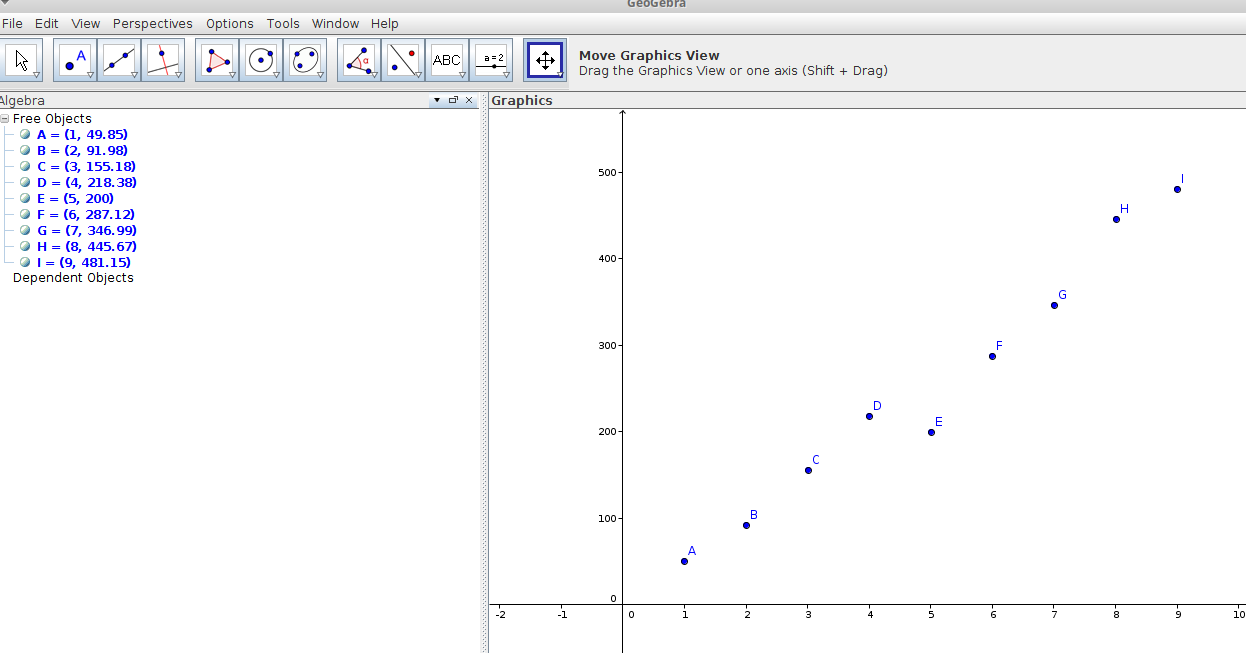 GeoGebra
File Edit View Perspectives Options Tools Window Help
A
α
ABC
a=2
Move Graphics View
Drag the Graphics View or one axis (Shift + Drag)
Algebra
Free Objects
A = (1, 49.85)
B = (2, 91.98)
C = (3, 155.18)
D = (4, 218.38)
E = (5, 200)
F = (6, 287.12)
G = (7, 346.99)
H = (8, 445.67)
I = (9, 481.15)
Dependent Objects
Graphics
500
400
300
200
100
0
I
H
G
F
E
D
C
B
A
-2 -1 0 1 2 3 4 5 6 7 8 9 10